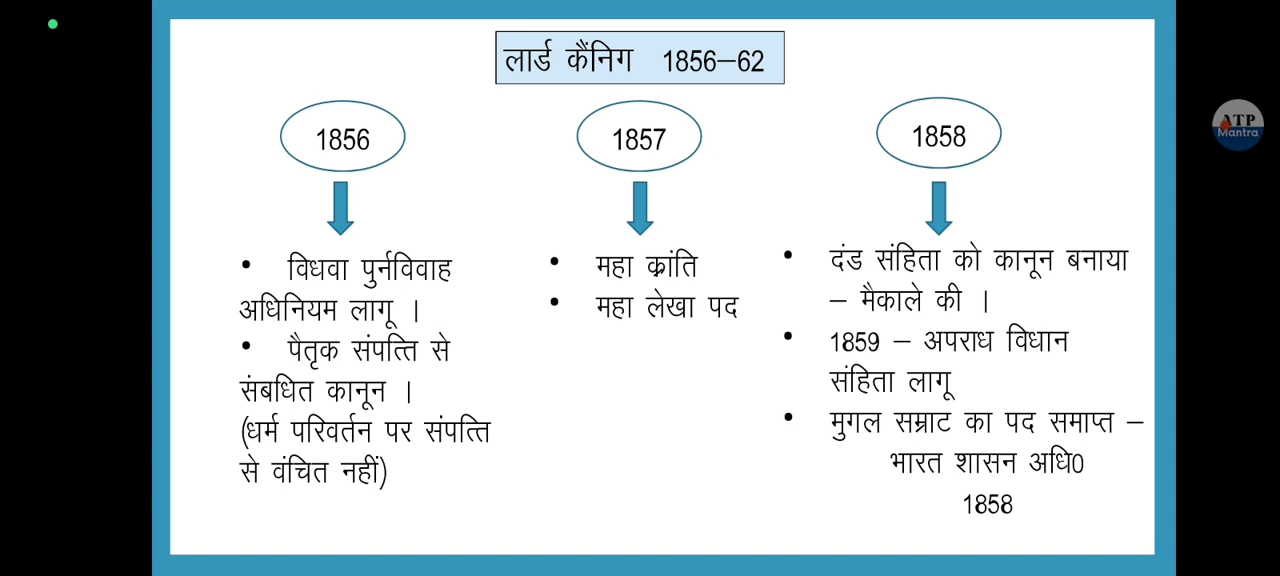 लार्ड कैंनिग 1856–62
1856
1857
1858
• विधवा पुर्नविवाह
अधिनियम लागू ।
• पैतृक संपत्ति से
संबधित कानून ।
(धर्म परिवर्तन पर संपत्ति
से वंचित नहीं)
• महा क्रांति
• महा लेखा पद
• दंड संहिता को कानून बनाया
– मैकाले की ।
• 1859 – अपराध विधान
संहिता लागू
• मुगल सम्राट का पद समाप्त –
भारत शासन अधि0
1858
ATP
Mantra